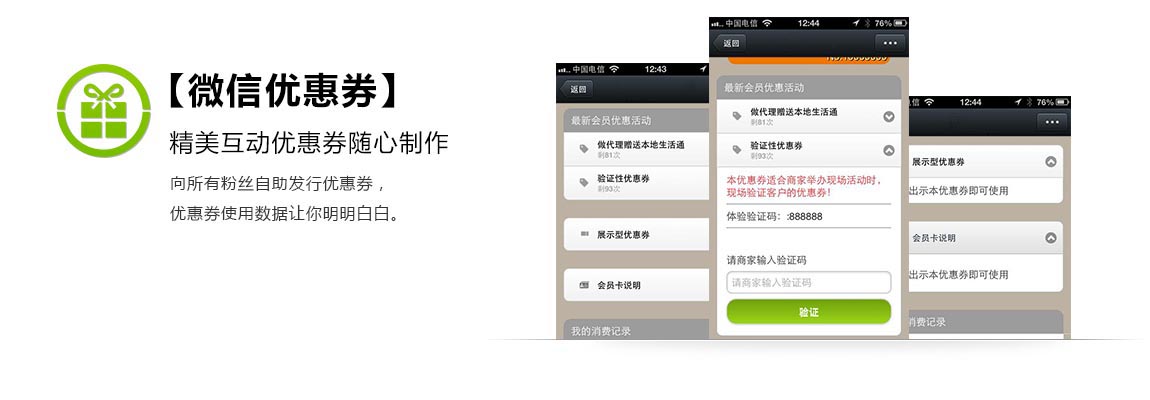 【微信优惠券】
精美互动优惠券随心制作
向所有粉丝自助发行优惠券，
优惠券使用数据让你明明白白。
中国电信 12:43
返回
最新会员优惠活动
做代理赠送本地生活通
剩81次
验证性优惠券
剩93次
展示型优惠券
会员卡说明
我的消费记录
中国电信 12:44 76%
返回
最新会员优惠活动
做代理赠送本地生活通
剩81次
验证性优惠券
剩93次
本优惠券适合商家举办现场活动时，
现场验证客户的优惠券！
体验验证码：:888888
请商家输入验证码
请商家输入验证码
验证
信 12:44 76%
展示型优惠券
出示本优惠券即可使用
会员卡说明
出示本优惠券即可使用
消费记录